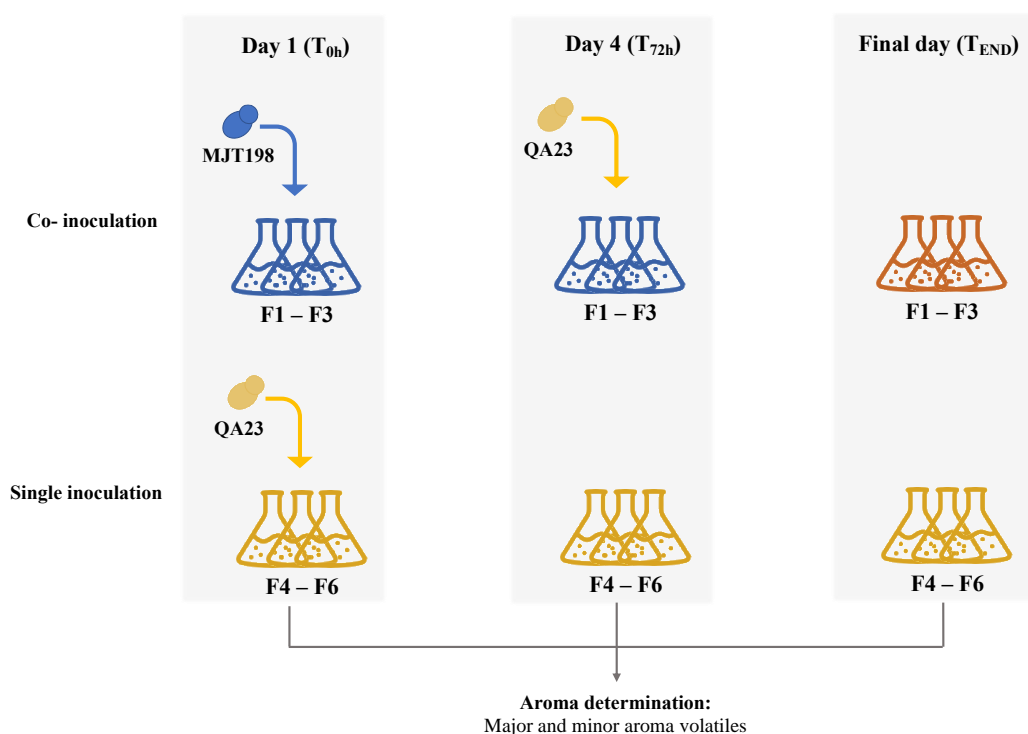 Day 1 (T0h)
Day 4 (T72h)
Final day (TEND)
MJT198
QA23
Co- inoculation
F1 – F3
F1 – F3
F1 – F3
QA23
Single inoculation
F4 – F6
F4 – F6
F4 – F6
Aroma determination:
Major and minor aroma volatiles